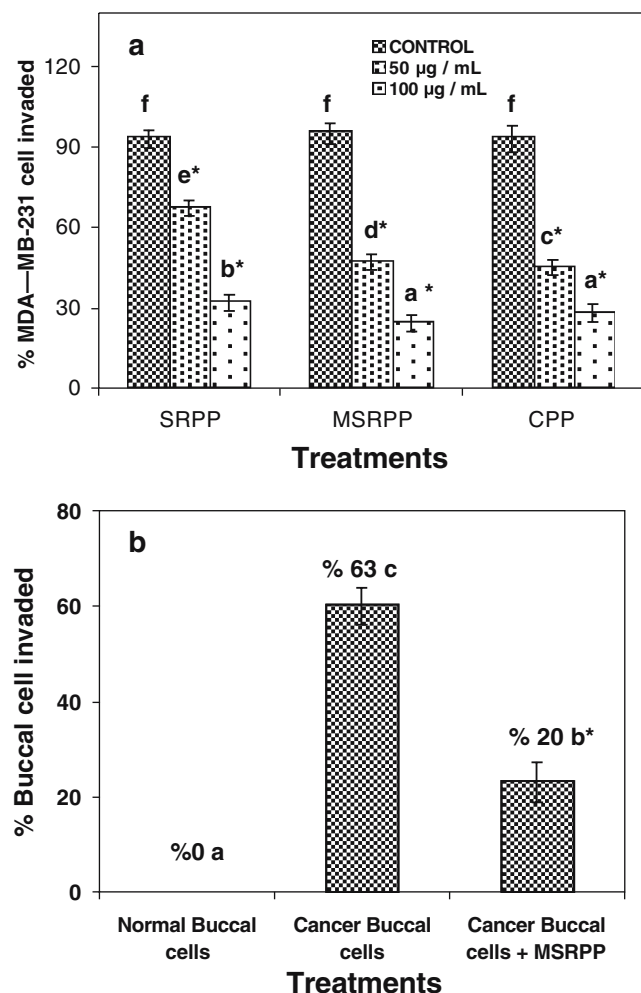 a
CONTROL
50 µg / mL
100 µg / mL
% MDA—MB-231 cell invaded
120
90
60
30
0
f
e*
b*
f
d*
a *
f
c*
a*
SRPP
MSRPP
CPP
Treatments
b
% Buccal cell invaded
80
60
40
20
0
%0 a
% 63 c
% 20 b*
Normal Buccal
cells
Cancer Buccal
cells
Cancer Buccal
cells + MSRPP
Treatments